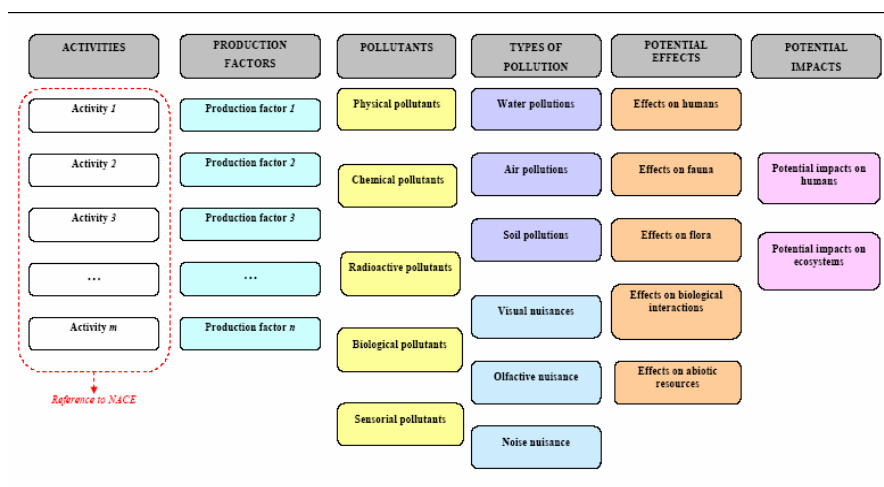 ACTIVITIES
PRODUCTION
FACTORS
POLLUTANTS
TYPES OF
POLLUTION
POTENTIAL
EFFECTS
POTENTIAL
IMPACTS
Activity 1
Activity 2
Activity 3
…
Activity m
Reference to NACE
Production factor 1
Production factor 2
Production factor 3
…
Production factor n
Physical pollutants
Chemical pollutants
Radioactive pollutants
Biological pollutants
Sensorial pollutants
Water pollutions
Air pollutions
Soil pollutions
Visual nuisances
Olfactive nuisance
Noise nuisance
Effects on humans
Effects on fauna
Effects on flora
Effects on biological
interactions
Effects on abiotic
resources
Potential impacts on
humans
Potential impacts on
ecosystems